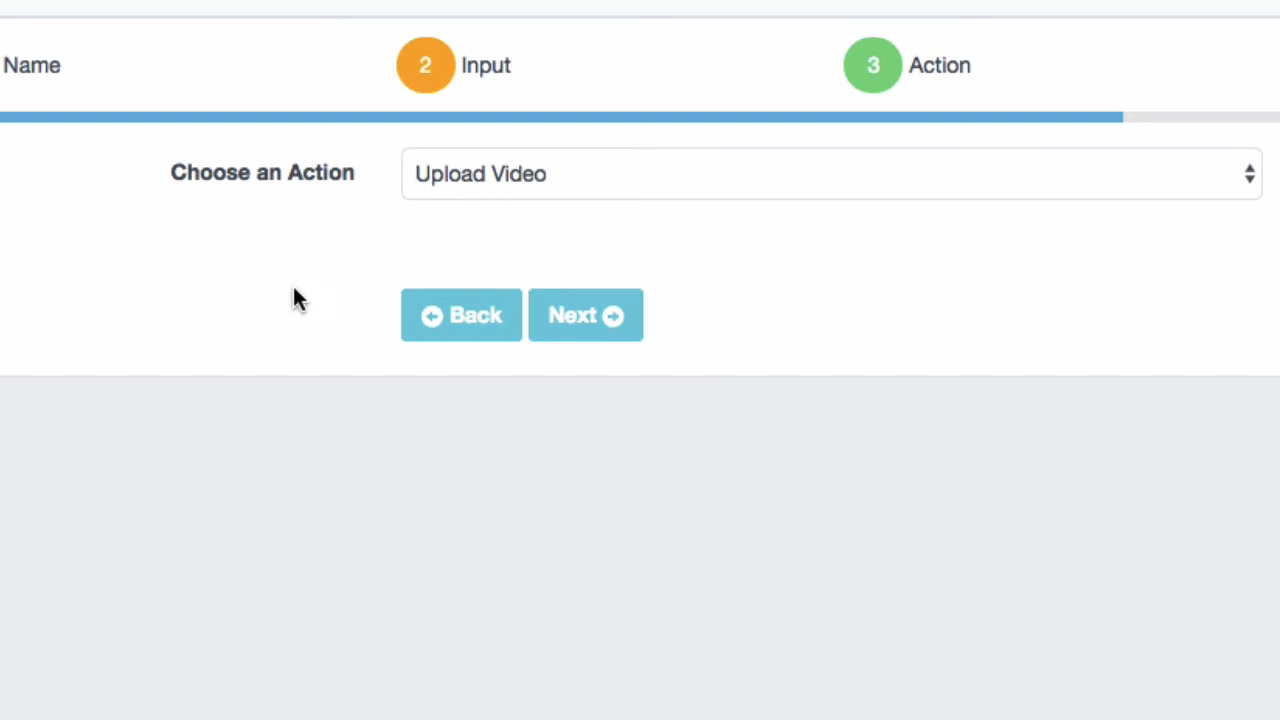 Name
2 Input
3 Action
Choose an Action
Upload Video
Back
Next